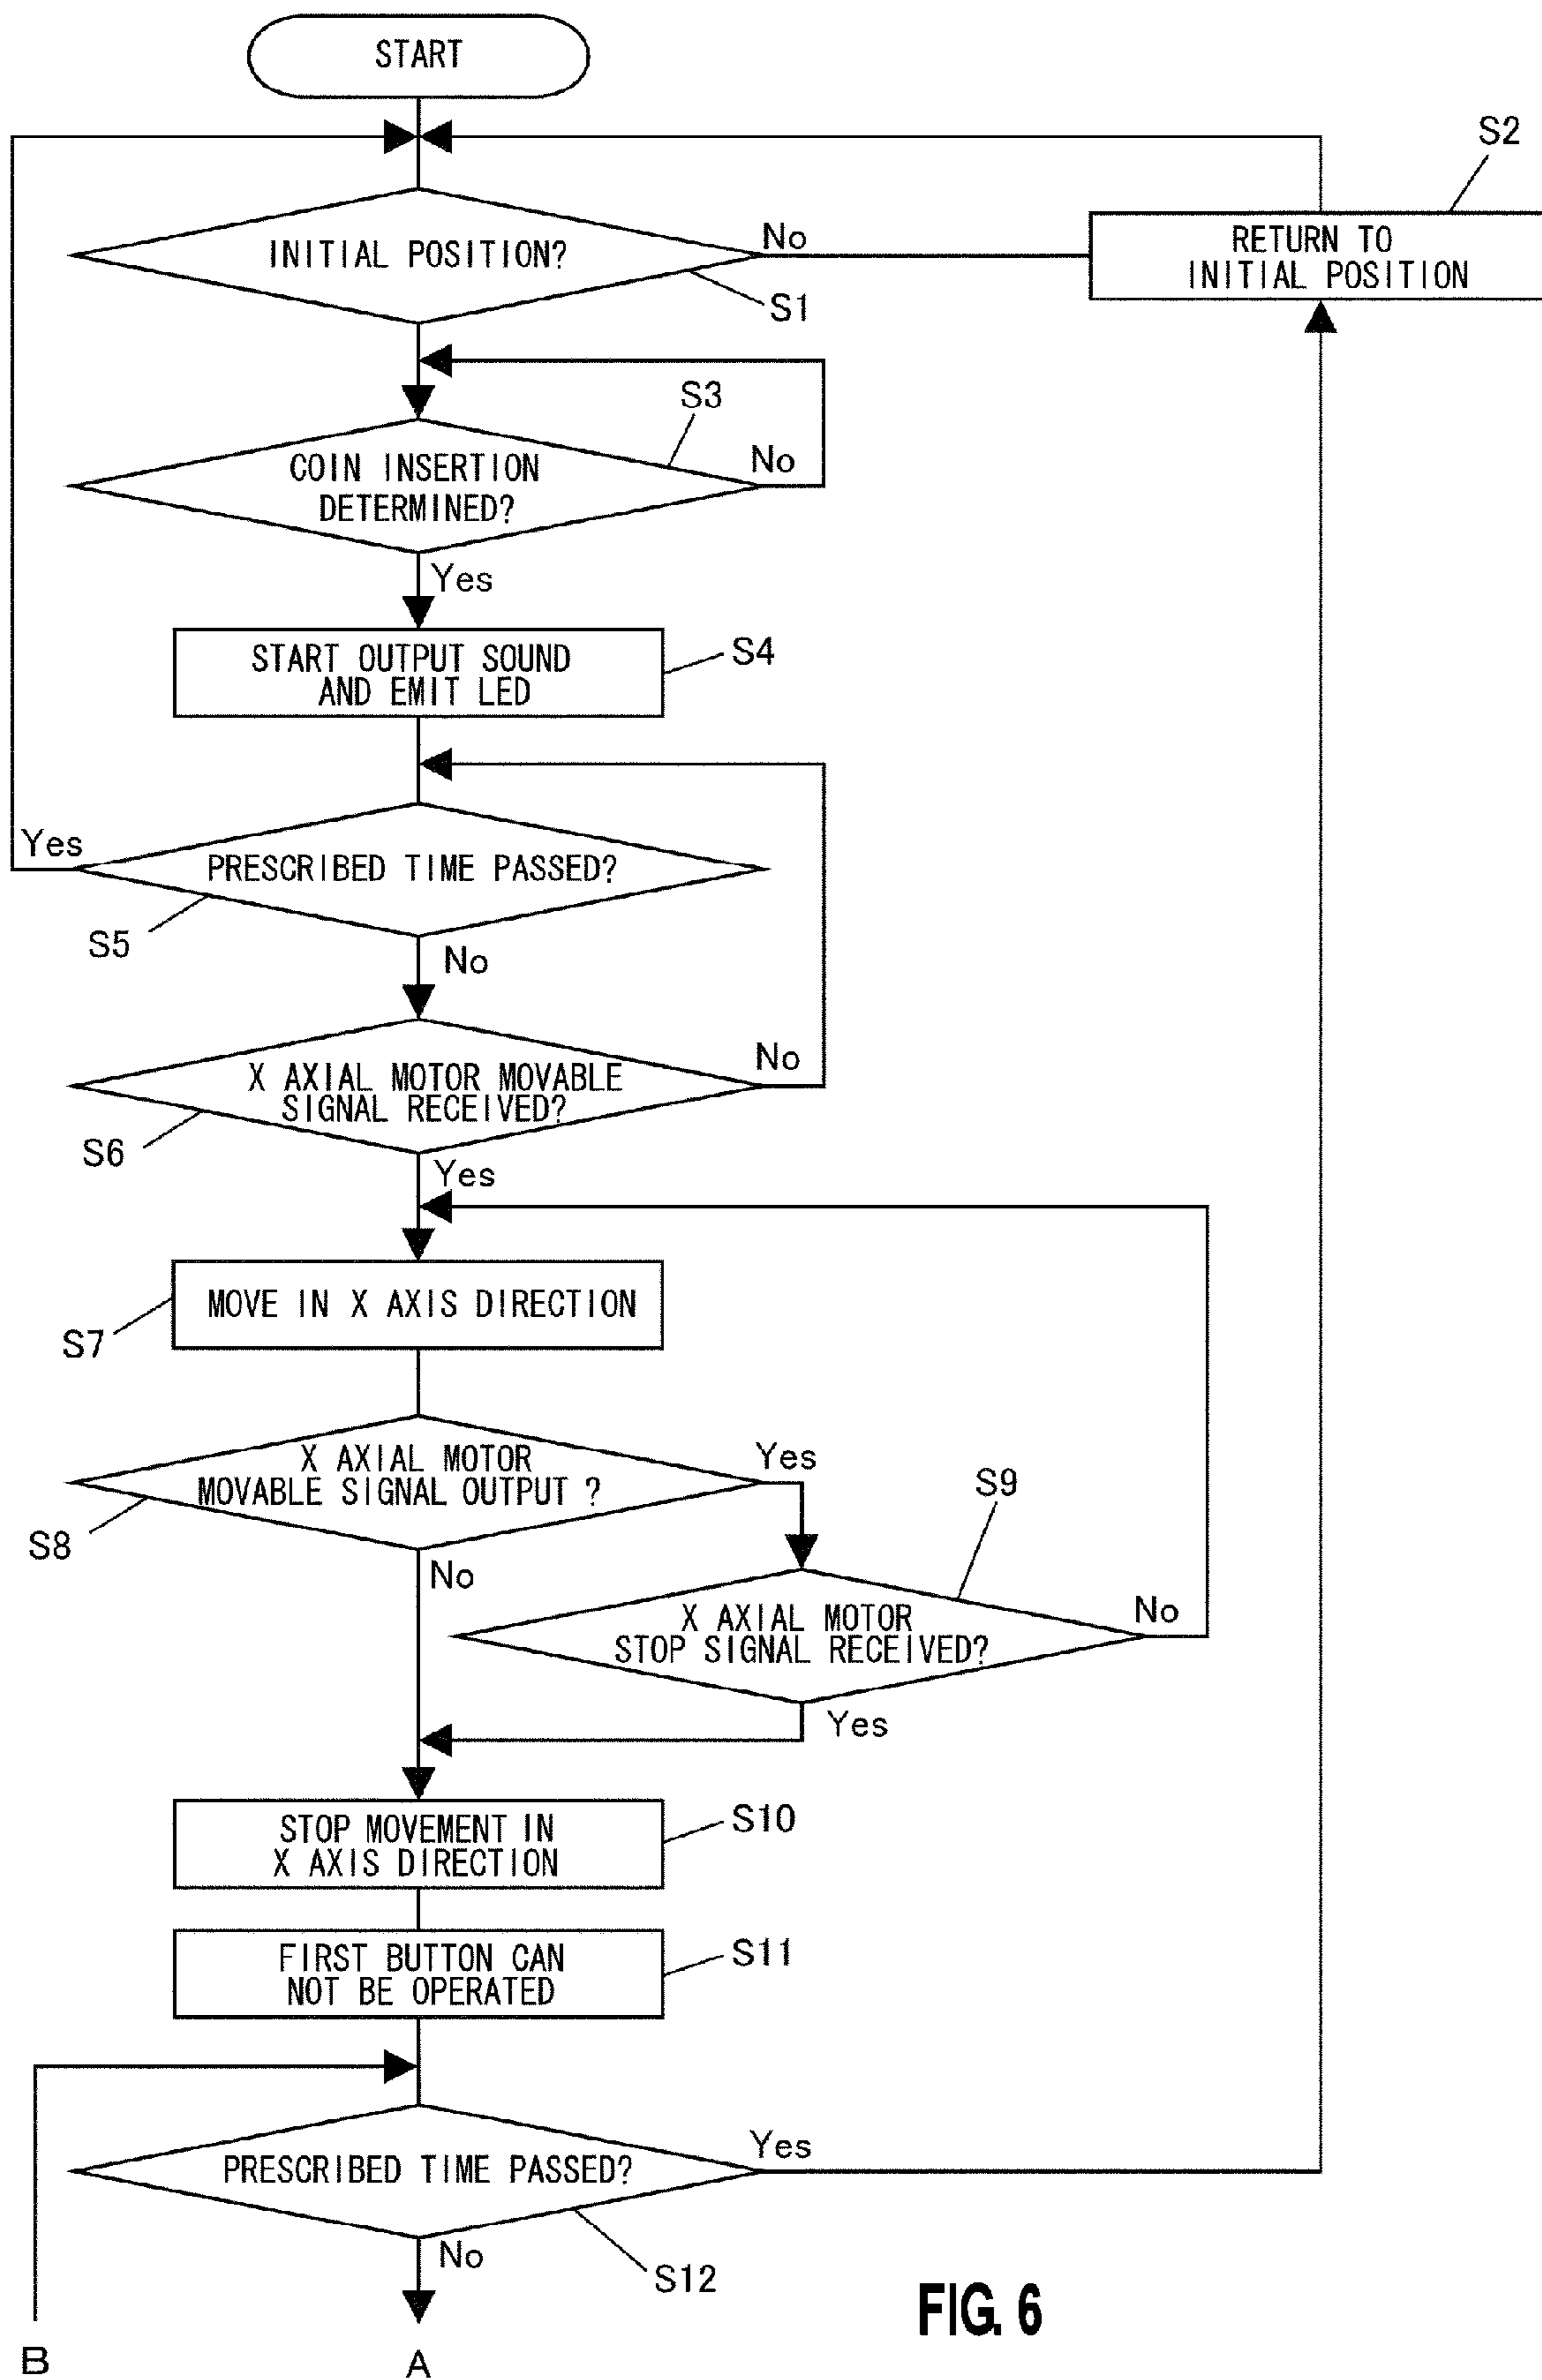 START
S2
INITIAL POSITION?
No
RETURN TO
INITIAL POSITION
S1
S3
COIN INSERTION
DETERMINED?
No
Yes
START OUTPUT SOUND
AND EMIT LED
S4
Yes
PRESCRIBED TIME PASSED?
S5
No
X AXIAL MOTOR MOVABLE
SIGNAL RECEIVED?
No
S6
Yes
MOVE IN X AXIS DIRECTION
S7
X AXIAL MOTOR
MOVABLE SIGNAL OUTPUT ?
Yes
S9
S8
No
X AXIAL MOTOR
STOP SIGNAL RECEIVED?
No
Yes
STOP MOVEMENT IN
X AXIS DIRECTION
S10
FIRST BUTTON CAN
NOT BE OPERATED
S11
PRESCRIBED TIME PASSED?
Yes
No
S12
B
A
FIG. 6